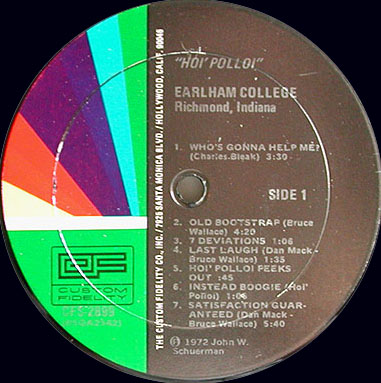 "HOI' POLLOI"
EARLHAM COLLEGE
Richmond, Indiana
1. WHO'S GONNA HELP ME?
(Charles Bleak) 3:39
SIDE 1
2. OLD BOOTSTRAP (Bruce
Wallace) 4:20
3. 7 DEVIATIONS 1:06
4. LAST LAUGH (Dan Mack -
Bruce Wallace) 1:35
5. HOI' POLLOI PEEKS
OUT :45
6. INSTEAD BOOGIE (Hoi'
Polloi) 1:06
7. SATISFACTION GUAR-
ANTEED (Dan Mack -
Bruce Wallace) 5:40
© 1972 John W.
Schuerman
THE CUSTOM FIDELITY CO., INC. / 7925 SANTA MONICA BLVD. / HOLLYWOOD, CALIF. 90046
CF
CUSTOM
FIDELITY
CFS-2699